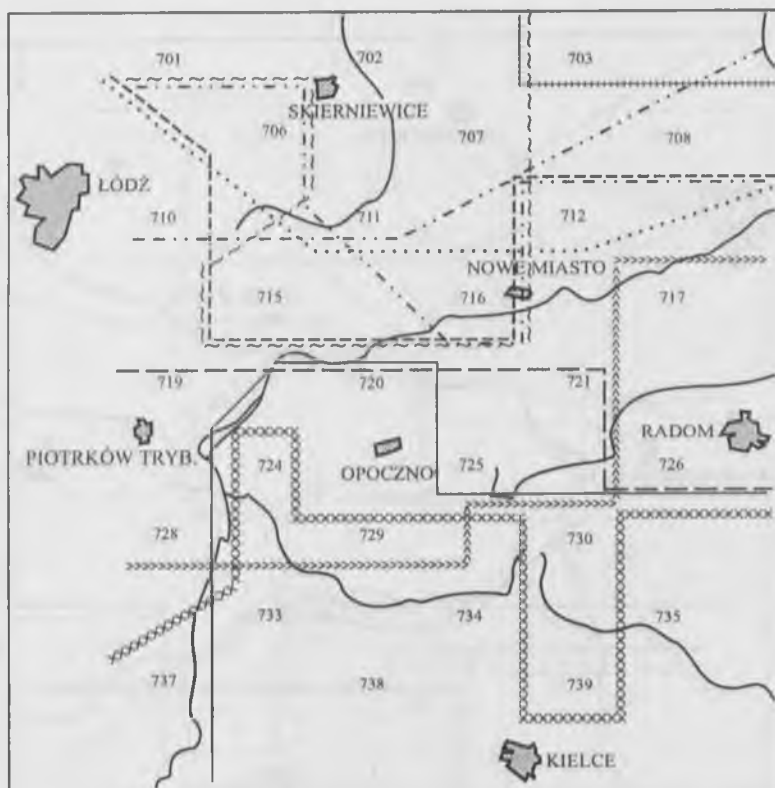 701 702 703
SKIERNIEWICE
706 707 708
ŁÓDŹ
710 711 712
NOWE MIASTO
715 716 717
719 720 721
PIOTRKÓW TRYB.
724 OPOCZNO 725 RADOM 726
728 729 730
733 734 735
737 738 739
KIELCE